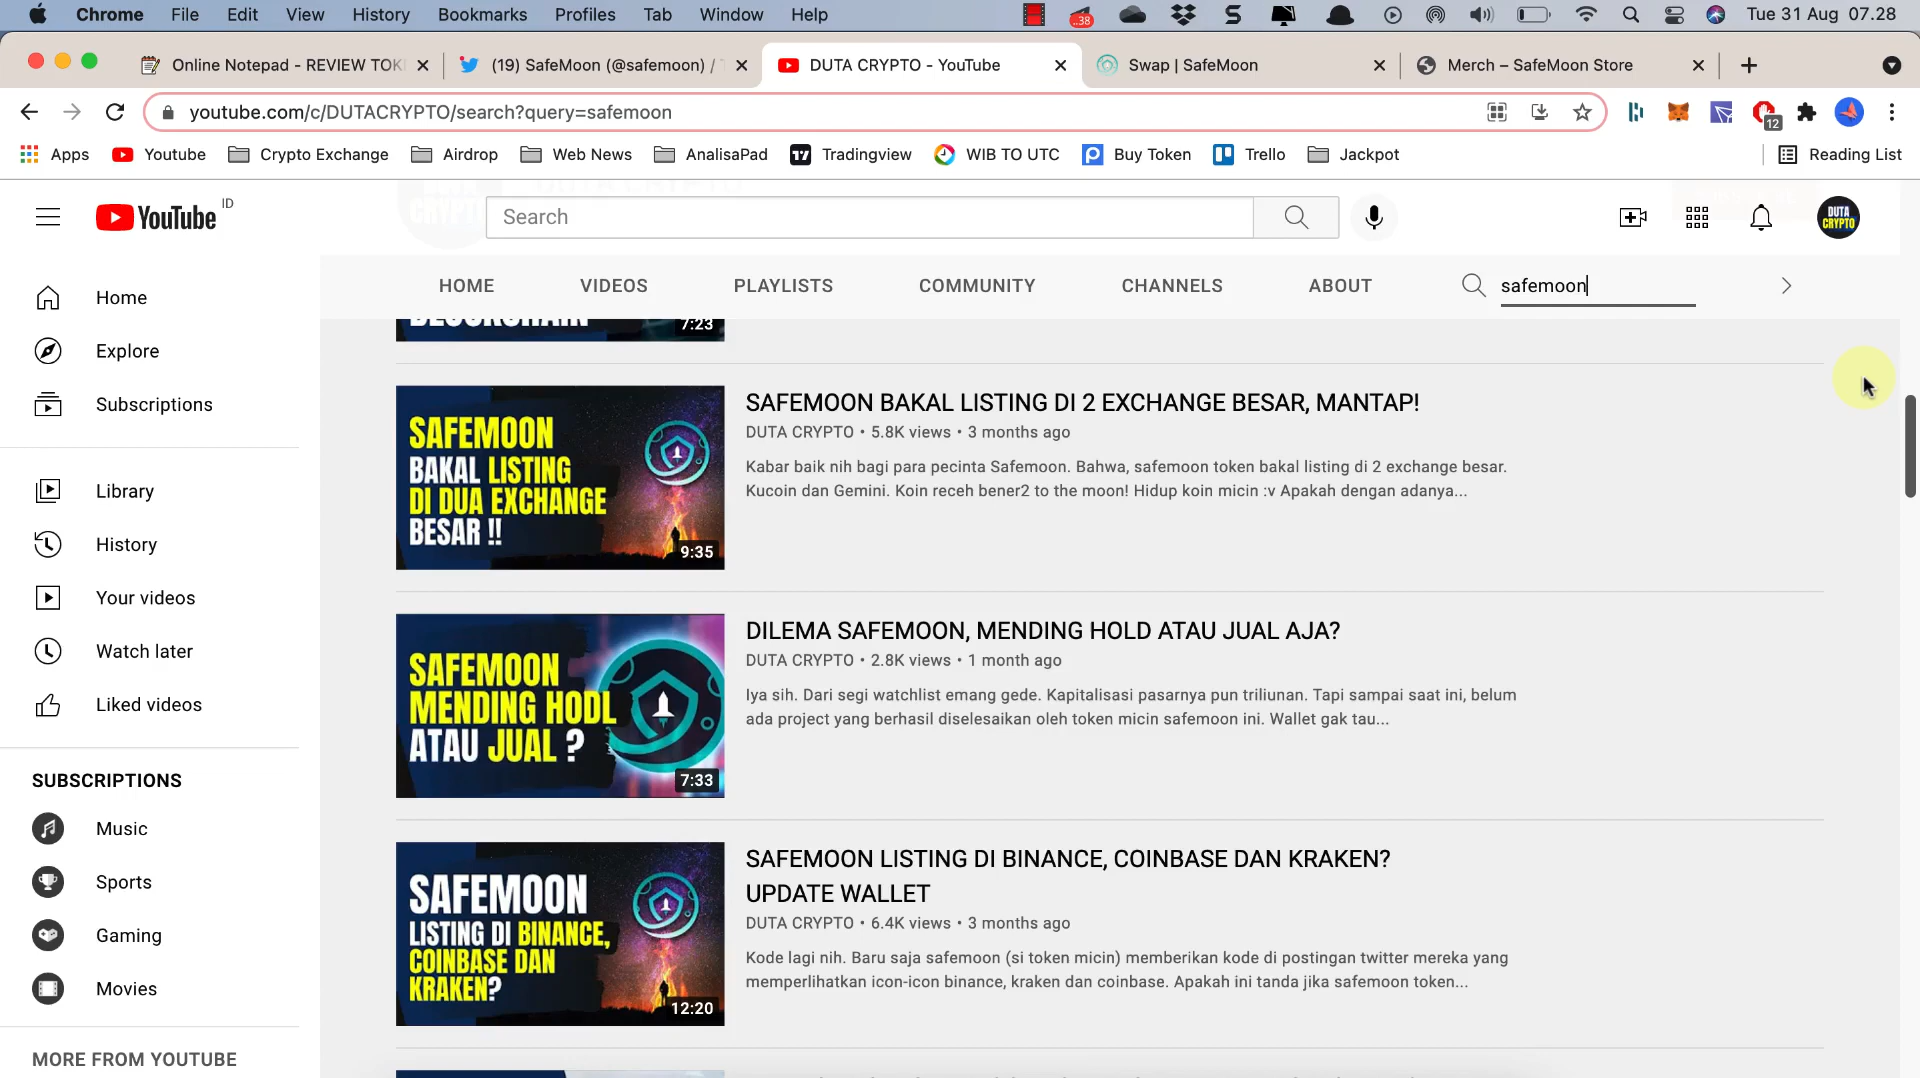 Chrome File Edit View History Bookmarks Profiles Tab Window Help
..38
Tue 31 Aug 07.28
Online Notepad - REVIEW TOK
(19) SafeMoon (@safemoon) /
DUTA CRYPTO - YouTube
Swap | SafeMoon
Merch – SafeMoon Store
youtube.com/c/DUTACRYPTO/search?query=safemoon
12
Apps Youtube Crypto Exchange Airdrop Web News AnalisaPad Tradingview WIB TO UTC Buy Token Trello Jackpot Reading List
YouTube ID
Search
DUTA CRYPTO
HOME VIDEOS PLAYLISTS COMMUNITY CHANNELS ABOUT safemoon
Home
Explore
Subscriptions
Library
History
Your videos
Watch later
Liked videos
SUBSCRIPTIONS
Music
Sports
Gaming
Movies
MORE FROM YOUTUBE
BLOCKCHAIN
7:23
SAFEMOON
BAKAL LISTING
DI DUA EXCHANGE
BESAR !!
9:35
SAFEMOON BAKAL LISTING DI 2 EXCHANGE BESAR, MANTAP!
DUTA CRYPTO • 5.8K views • 3 months ago
Kabar baik nih bagi para pecinta Safemoon. Bahwa, safemoon token bakal listing di 2 exchange besar.
Kucoin dan Gemini. Koin receh bener2 to the moon! Hidup koin micin :v Apakah dengan adanya...
SAFEMOON
MENDING HODL
ATAU JUAL ?
7:33
DILEMA SAFEMOON, MENDING HOLD ATAU JUAL AJA?
DUTA CRYPTO • 2.8K views • 1 month ago
Iya sih. Dari segi watchlist emang gede. Kapitalisasi pasarnya pun triliunan. Tapi sampai saat ini, belum
ada project yang berhasil diselesaikan oleh token micin safemoon ini. Wallet gak tau...
SAFEMOON
LISTING DI BINANCE,
COINBASE DAN
KRAKEN?
12:20
SAFEMOON LISTING DI BINANCE, COINBASE DAN KRAKEN?
UPDATE WALLET
DUTA CRYPTO • 6.4K views • 3 months ago
Kode lagi nih. Baru saja safemoon (si token micin) memberikan kode di postingan twitter mereka yang
memperlihatkan icon-icon binance, kraken dan coinbase. Apakah ini tanda jika safemoon token...